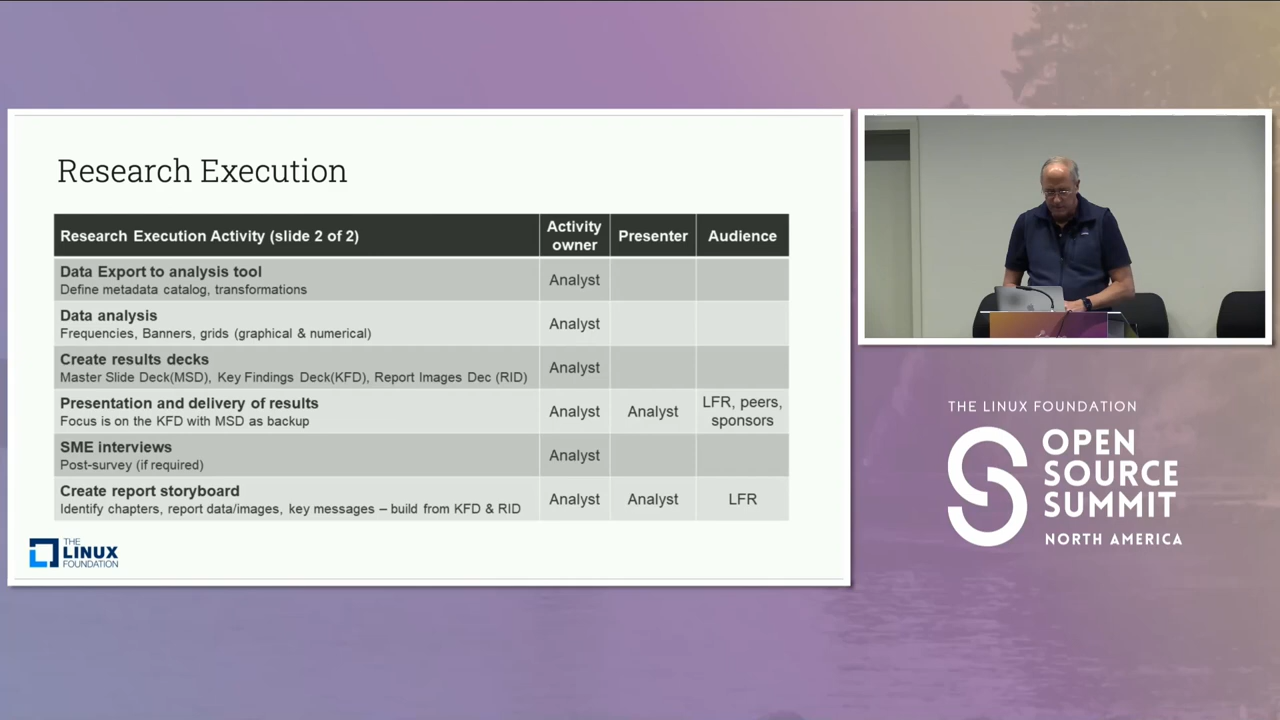 Research Execution
Research Execution Activity (slide 2 of 2)
Activity owner
Presenter
Audience
Data Export to analysis tool
Define metadata catalog, transformations
Analyst
Data analysis
Frequencies, Banners, grids (graphical & numerical)
Analyst
Create results decks
Master Slide Deck(MSD), Key Findings Deck(KFD), Report Images Dec (RID)
Analyst
Presentation and delivery of results
Focus is on the KFD with MSD as backup
Analyst
Analyst
LFR, peers,
sponsors
SME interviews
Post-survey (if required)
Analyst
Create report storyboard
Identify chapters, report data/images, key messages – build from KFD & RID
Analyst
Analyst
LFR
THE
LINUX
FOUNDATION
THE LINUX FOUNDATION
OPEN
SOURCE
SUMMIT
NORTH AMERICA